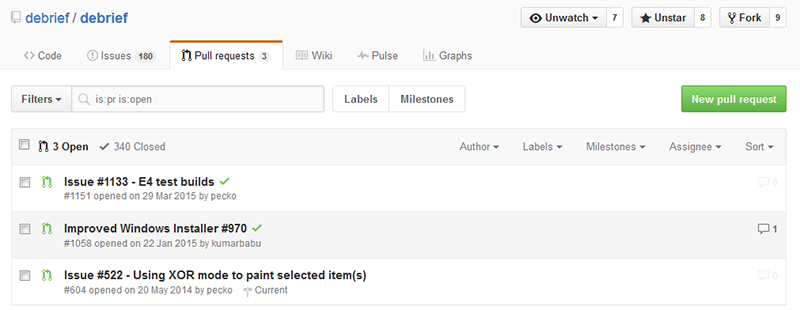 debrief / debrief
Unwatch 7
Unstar 8
Fork 9
Code
Issues 180
Pull requests 3
Wiki
Pulse
Graphs
Filters
is:pr is:open
Labels
Milestones
New pull request
3 Open
340 Closed
Author
Labels
Milestones
Assignee
Sort
Issue #1133 - E4 test builds
0
#1151 opened on 29 Mar 2015 by pecko
Improved Windows Installer #970
1
#1058 opened on 22 Jan 2015 by kumarbabu
Issue #522 - Using XOR mode to paint selected item(s)
0
#604 opened on 20 May 2014 by pecko
Current